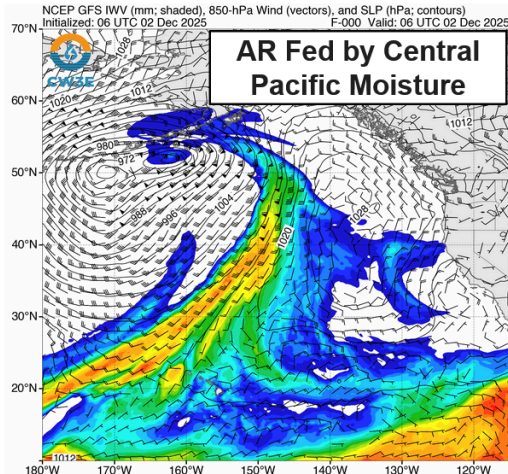 NCEP GFS IWV (mm; shaded), 850-hPa Wind (vectors), and SLP (hPa; contours)
Initialized: 06 UTC 02 Dec 2025 F-000 Valid: 06 UTC 02 Dec 2025
AR Fed by Central
Pacific Moisture
CW3E
70°N
60°N
50°N
40°N
30°N
20°N
1028
1020
1012
1012
980
972
988
996
1004
1020
1028
1012
180°W 170°W 160°W 150°W 140°W 130°W 120°W